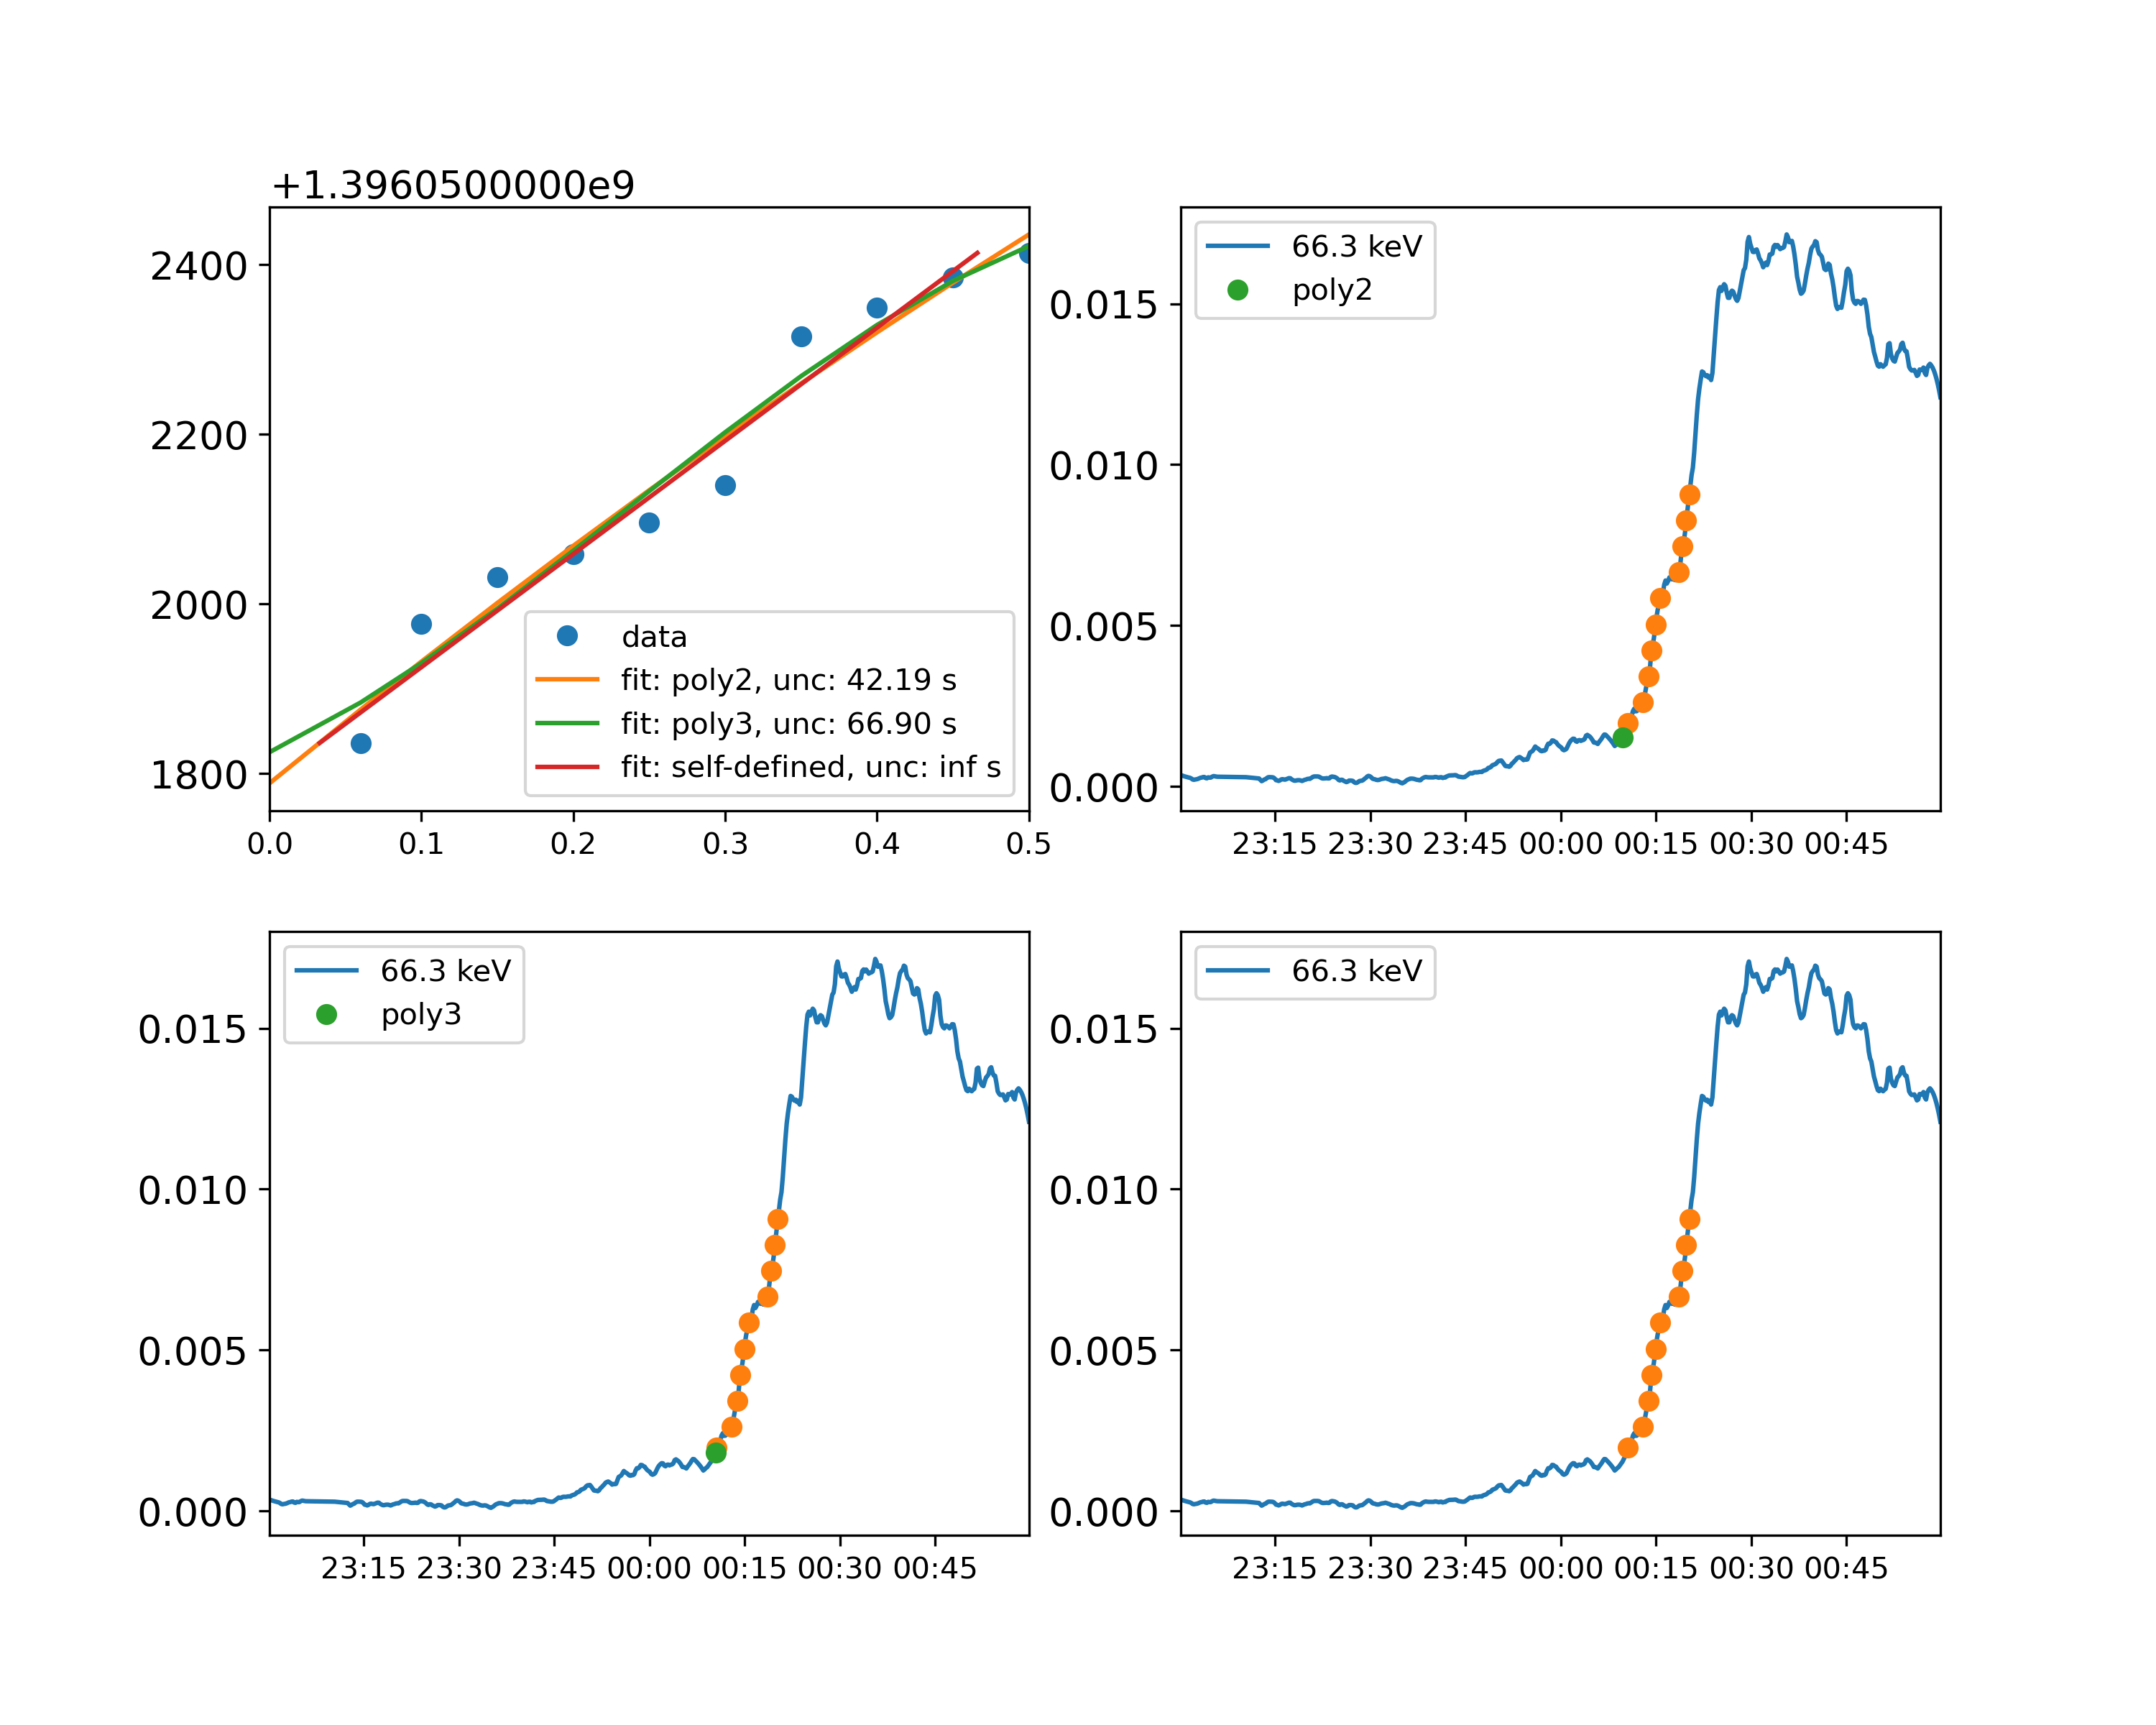 +1.3960500000e9
2400
2200
2000
1800
data
fit: poly2, unc: 42.19 s
fit: poly3, unc: 66.90 s
fit: self-defined, unc: inf s
0.0 0.1 0.2 0.3 0.4 0.5
66.3 keV
poly2
0.015
0.010
0.005
0.000
23:15 23:30 23:45 00:00 00:15 00:30 00:45
66.3 keV
poly3
0.015
0.010
0.005
0.000
23:15 23:30 23:45 00:00 00:15 00:30 00:45
66.3 keV
0.015
0.010
0.005
0.000
23:15 23:30 23:45 00:00 00:15 00:30 00:45